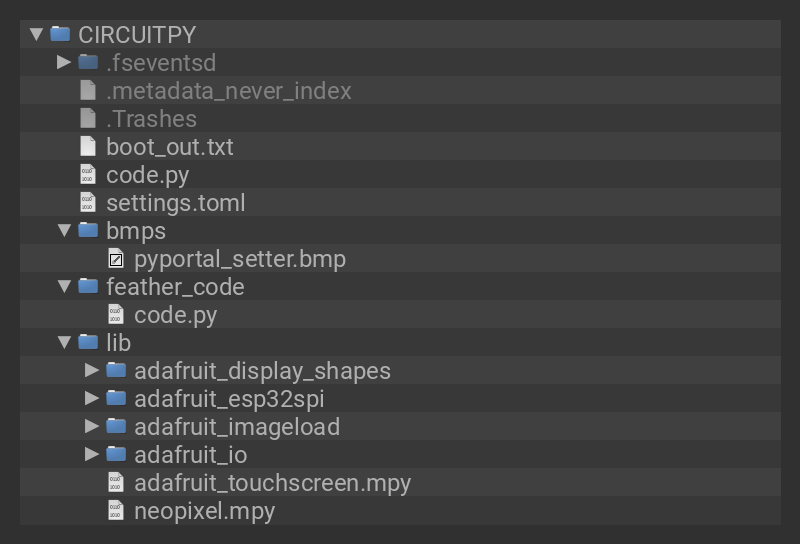 CIRCUITPY
.fseventsd
.metadata_never_index
.Trashes
boot_out.txt
code.py
settings.toml
bmps
pyportal_setter.bmp
feather_code
code.py
lib
adafruit_display_shapes
adafruit_esp32spi
adafruit_imageload
adafruit_io
adafruit_touchscreen.mpy
neopixel.mpy